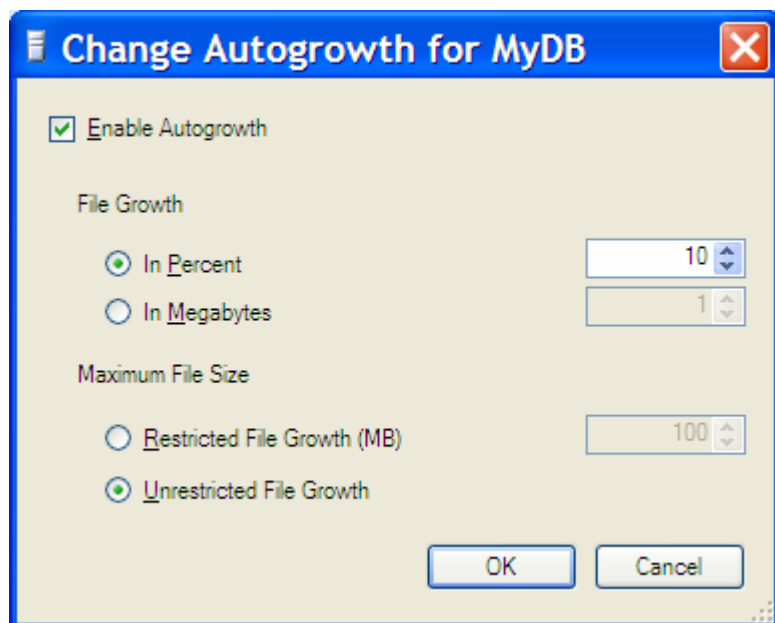 Change Autogrowth for MyDB
Enable Autogrowth
File Growth
In Percent 10
In Megabytes 1
Maximum File Size
Restricted File Growth (MB) 100
Unrestricted File Growth
OK Cancel